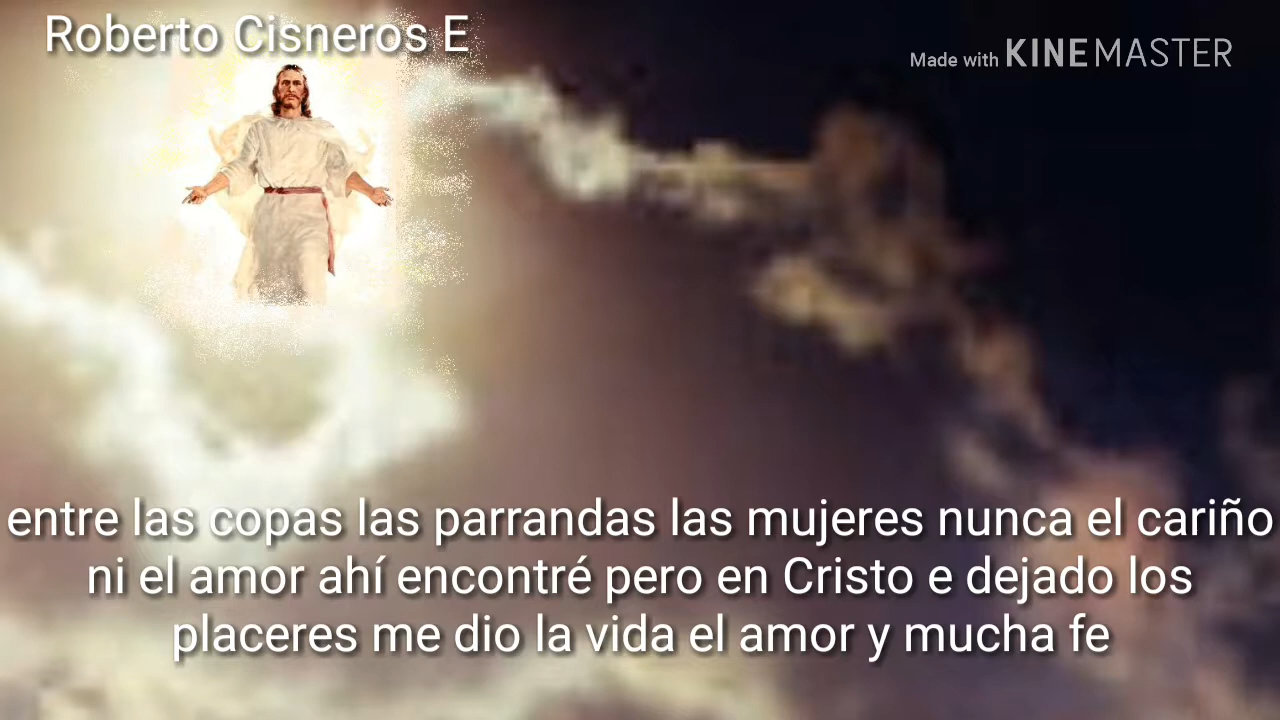 Roberto Cisneros E
Made with KINEMASTER
entre las copas las parrandas las mujeres nunca el cariño
ni el amor ahí encontré pero en Cristo e dejado los
placeres me dio la vida el amor y mucha fe